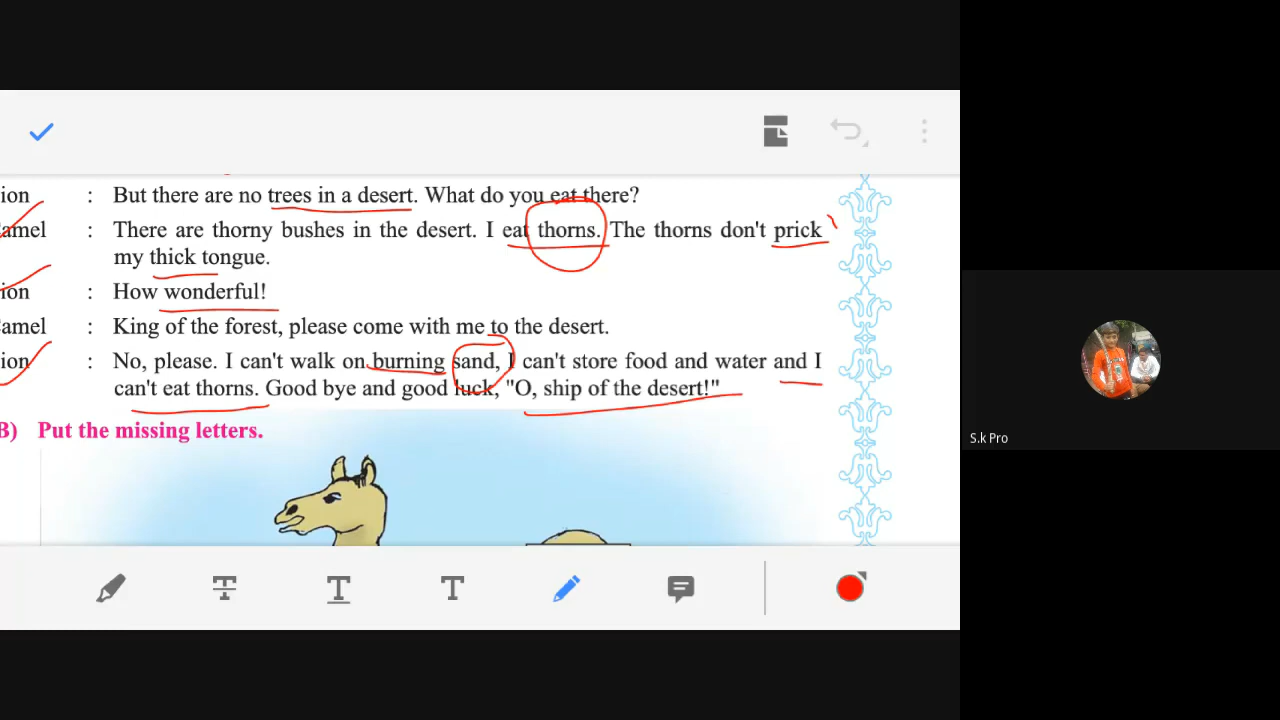 ion : But there are no trees in a desert. What do you eat there?
amel : There are thorny bushes in the desert. I eat thorns. The thorns don't prick
my thick tongue.
ion : How wonderful!
Camel : King of the forest, please come with me to the desert.
ion : No, please. I can't walk on burning sand, I can't store food and water and I
can't eat thorns. Good bye and good luck, "O, ship of the desert!"
B) Put the missing letters.
S.k Pro
T T T